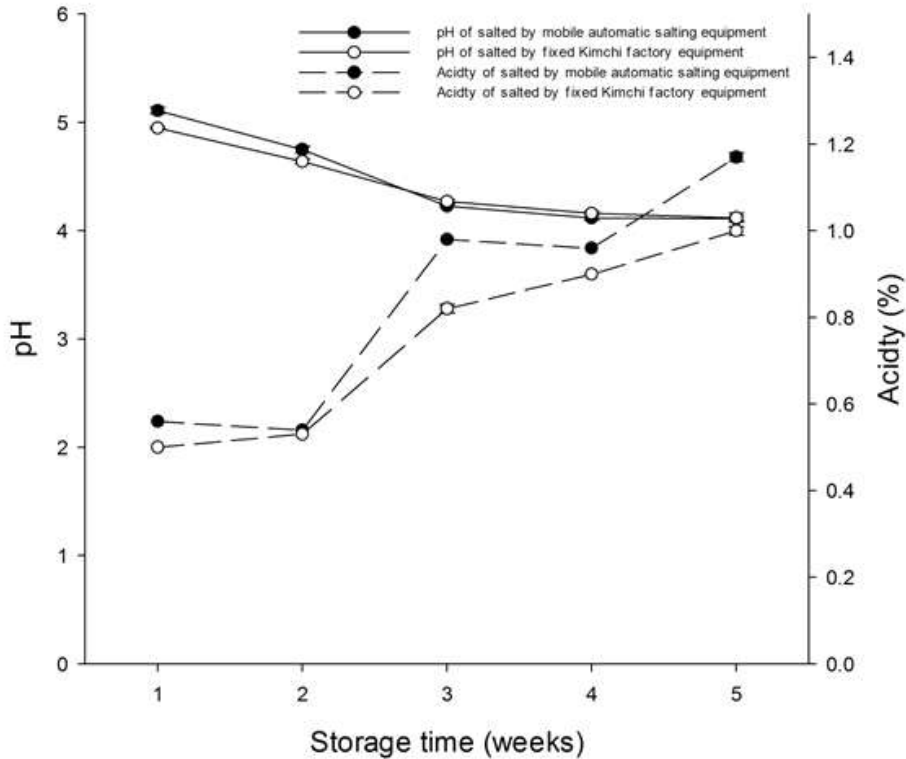 pH of salted by mobile automatic salting equipment
pH of salted by fixed Kimchi factory equipment
Acidty of salted by mobile automatic salting equipment
Acidty of salted by fixed Kimchi factory equipment
6
5
4
3
2
1
0
pH
1.4
1.2
1.0
0.8
0.6
0.4
0.2
0.0
Acidty (%)
1 2 3 4 5
Storage time (weeks)